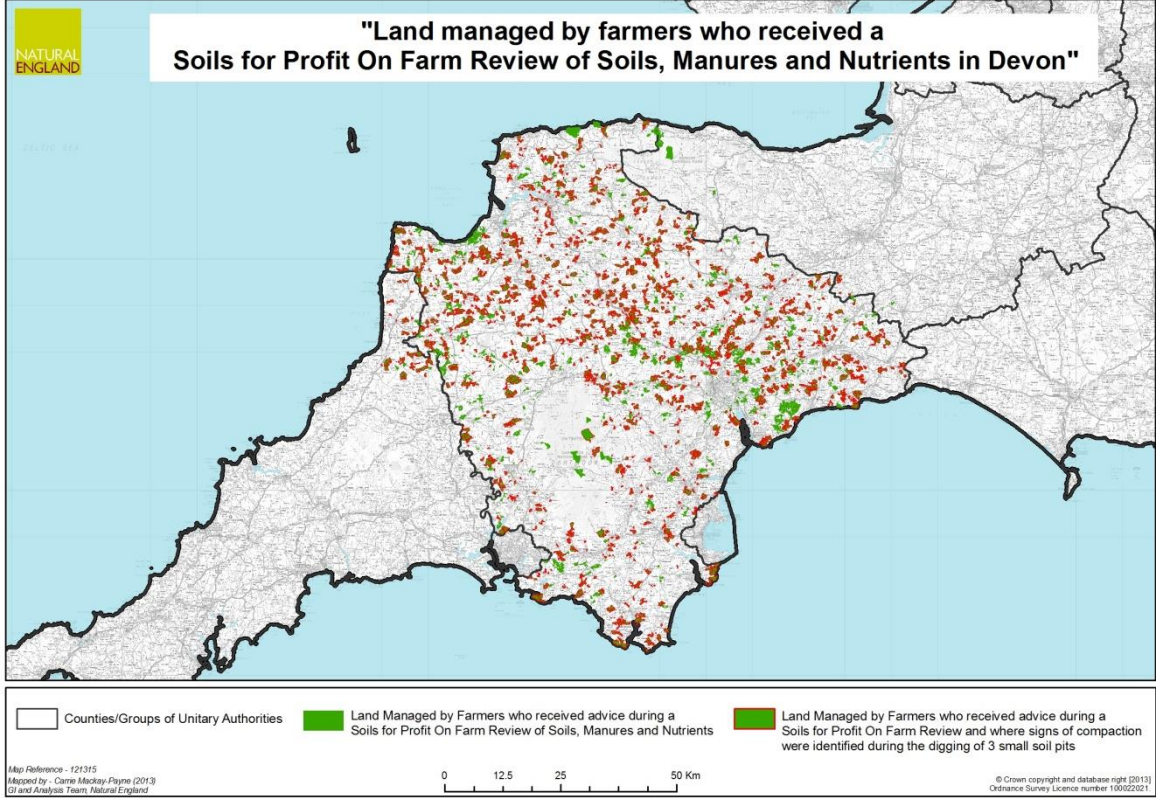 NATURAL
ENGLAND
"Land managed by farmers who received a
Soils for Profit On Farm Review of Soils, Manures and Nutrients in Devon"
Counties/Groups of Unitary Authorities
Land Managed by Farmers who received advice during a
Soils for Profit On Farm Review of Soils, Manures and Nutrients
Land Managed by Farmers who received advice during a
Soils for Profit On Farm Review and where signs of compaction
were identified during the digging of 3 small soil pits
Map Reference - 121315
Mapped by - Carrie Mackay-Payne (2013)
GI and Analysis Team, Natural England
0 12.5 25 50 Km
© Crown copyright and database right [2013]
Ordnance Survey Licence number 100022021.